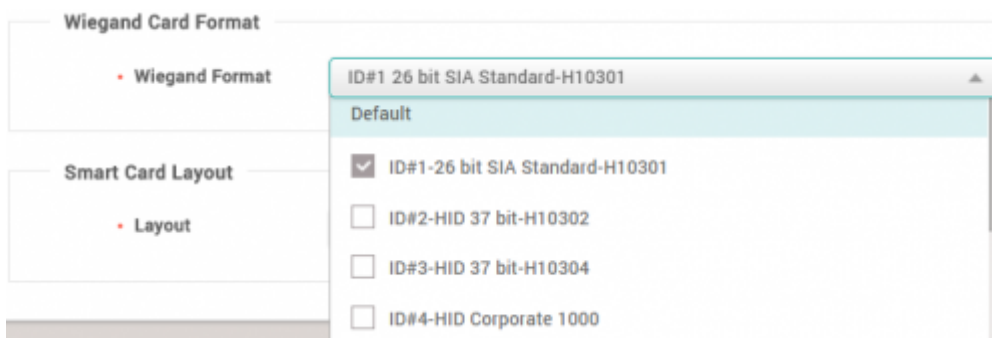 Wiegand Card Format
• Wiegand Format
ID#1 26 bit SIA Standard-H10301
Default
ID#1-26 bit SIA Standard-H10301
Smart Card Layout
ID#2-HID 37 bit-H10302
• Layout
ID#3-HID 37 bit-H10304
ID#4-HID Corporate 1000